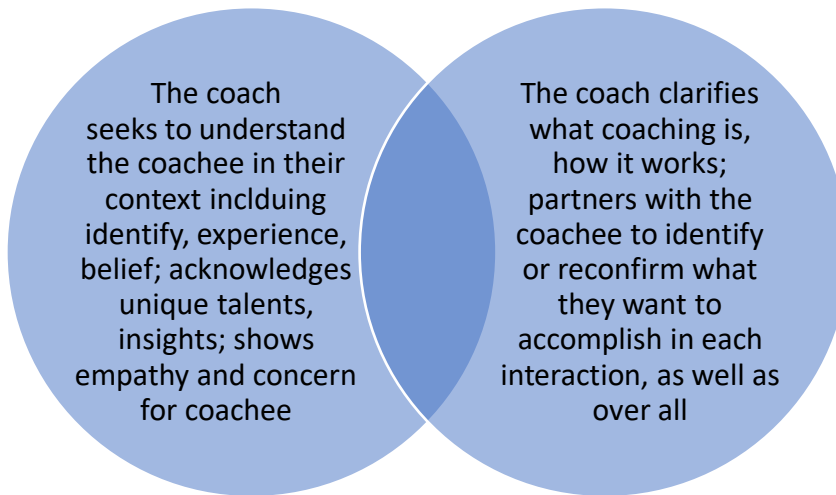 The coach
seeks to understand
the coachee in their
context inclduing
identify, experience,
belief; acknowledges
unique talents,
insights; shows
empathy and concern
for coachee
The coach clarifies
what coaching is,
how it works;
partners with the
coachee to identify
or reconfirm what
they want to
accomplish in each
interaction, as well as
over all